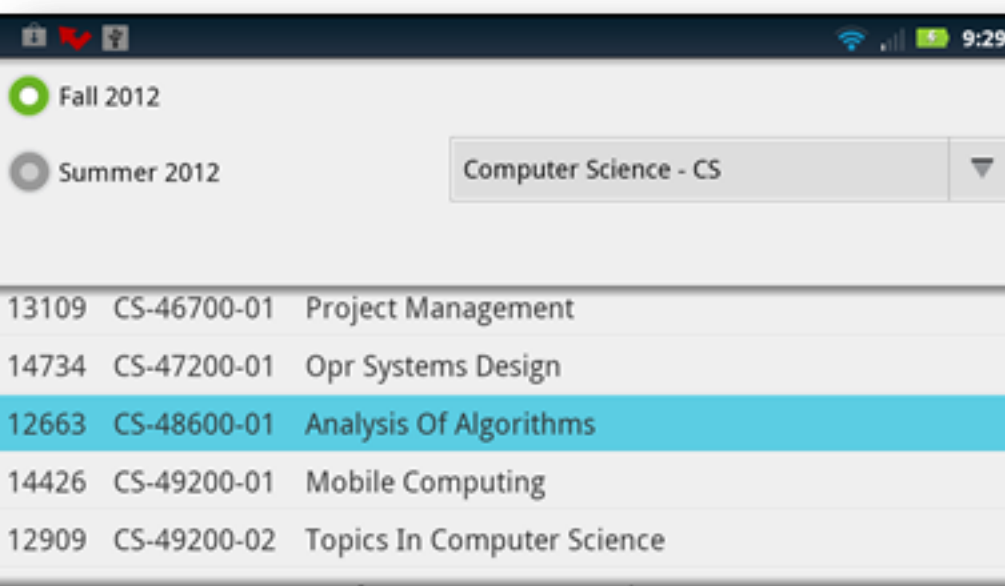 9:29
Fall 2012
Summer 2012
Computer Science - CS
13109 CS-46700-01 Project Management
14734 CS-47200-01 Opr Systems Design
12663 CS-48600-01 Analysis Of Algorithms
14426 CS-49200-01 Mobile Computing
12909 CS-49200-02 Topics In Computer Science